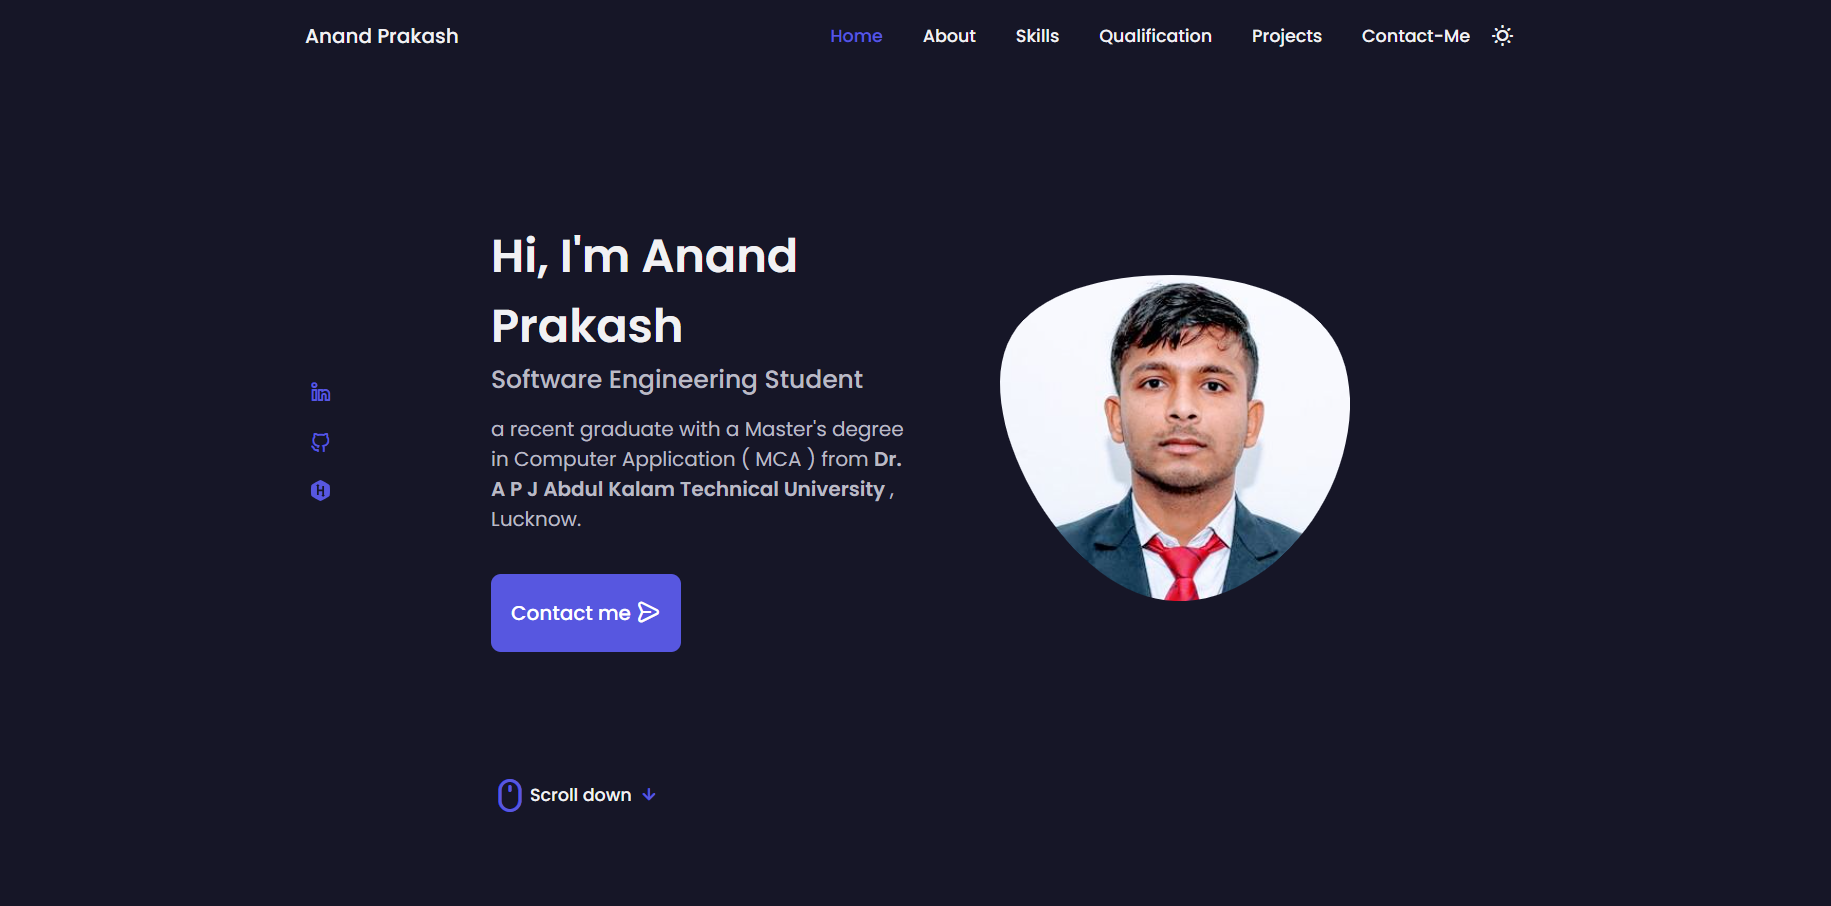 Anand Prakash
Home About Skills Qualification Projects Contact-Me
Hi, I'm Anand
Prakash
Software Engineering Student
a recent graduate with a Master's degree
in Computer Application ( MCA ) from Dr.
A P J Abdul Kalam Technical University ,
Lucknow.
Contact me
Scroll down